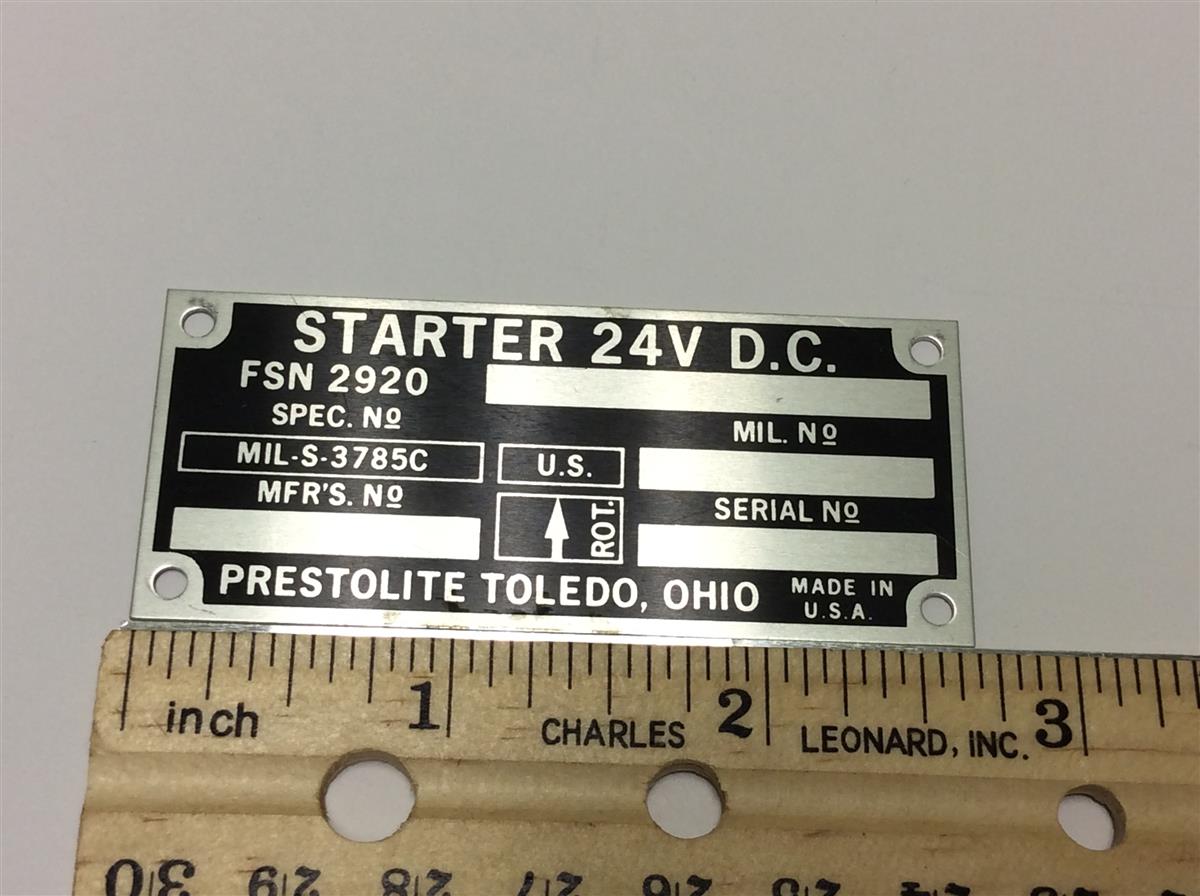 STARTER 24V D.C.
FSN 2920
SPEC. Nº
MIL. Nº
MIL-S-3785C
U.S.
MFR'S. Nº
ROT.
SERIAL Nº
PRESTOLITE TOLEDO, OHIO
MADE IN
U.S.A.
1 2 3
inch
CHARLES LEONARD, INC.
30 29 28 27 26